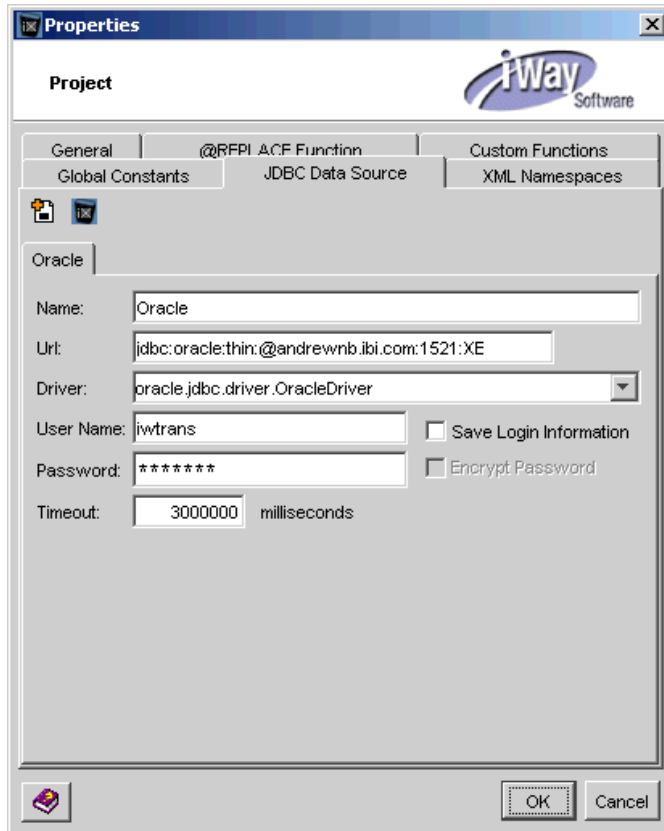 Properties
Project
iWay
Software
General @REPLACE Function Custom Functions
Global Constants JDBC Data Source XML Namespaces
Oracle
Name: Oracle
Url: jdbc:oracle:thin:@andrewnb.ibi.com:1521:XE
Driver: oracle.jdbc.driver.OracleDriver
User Name: iwtrans Save Login Information
Password: ******* Encrypt Password
Timeout: 3000000 milliseconds
OK Cancel